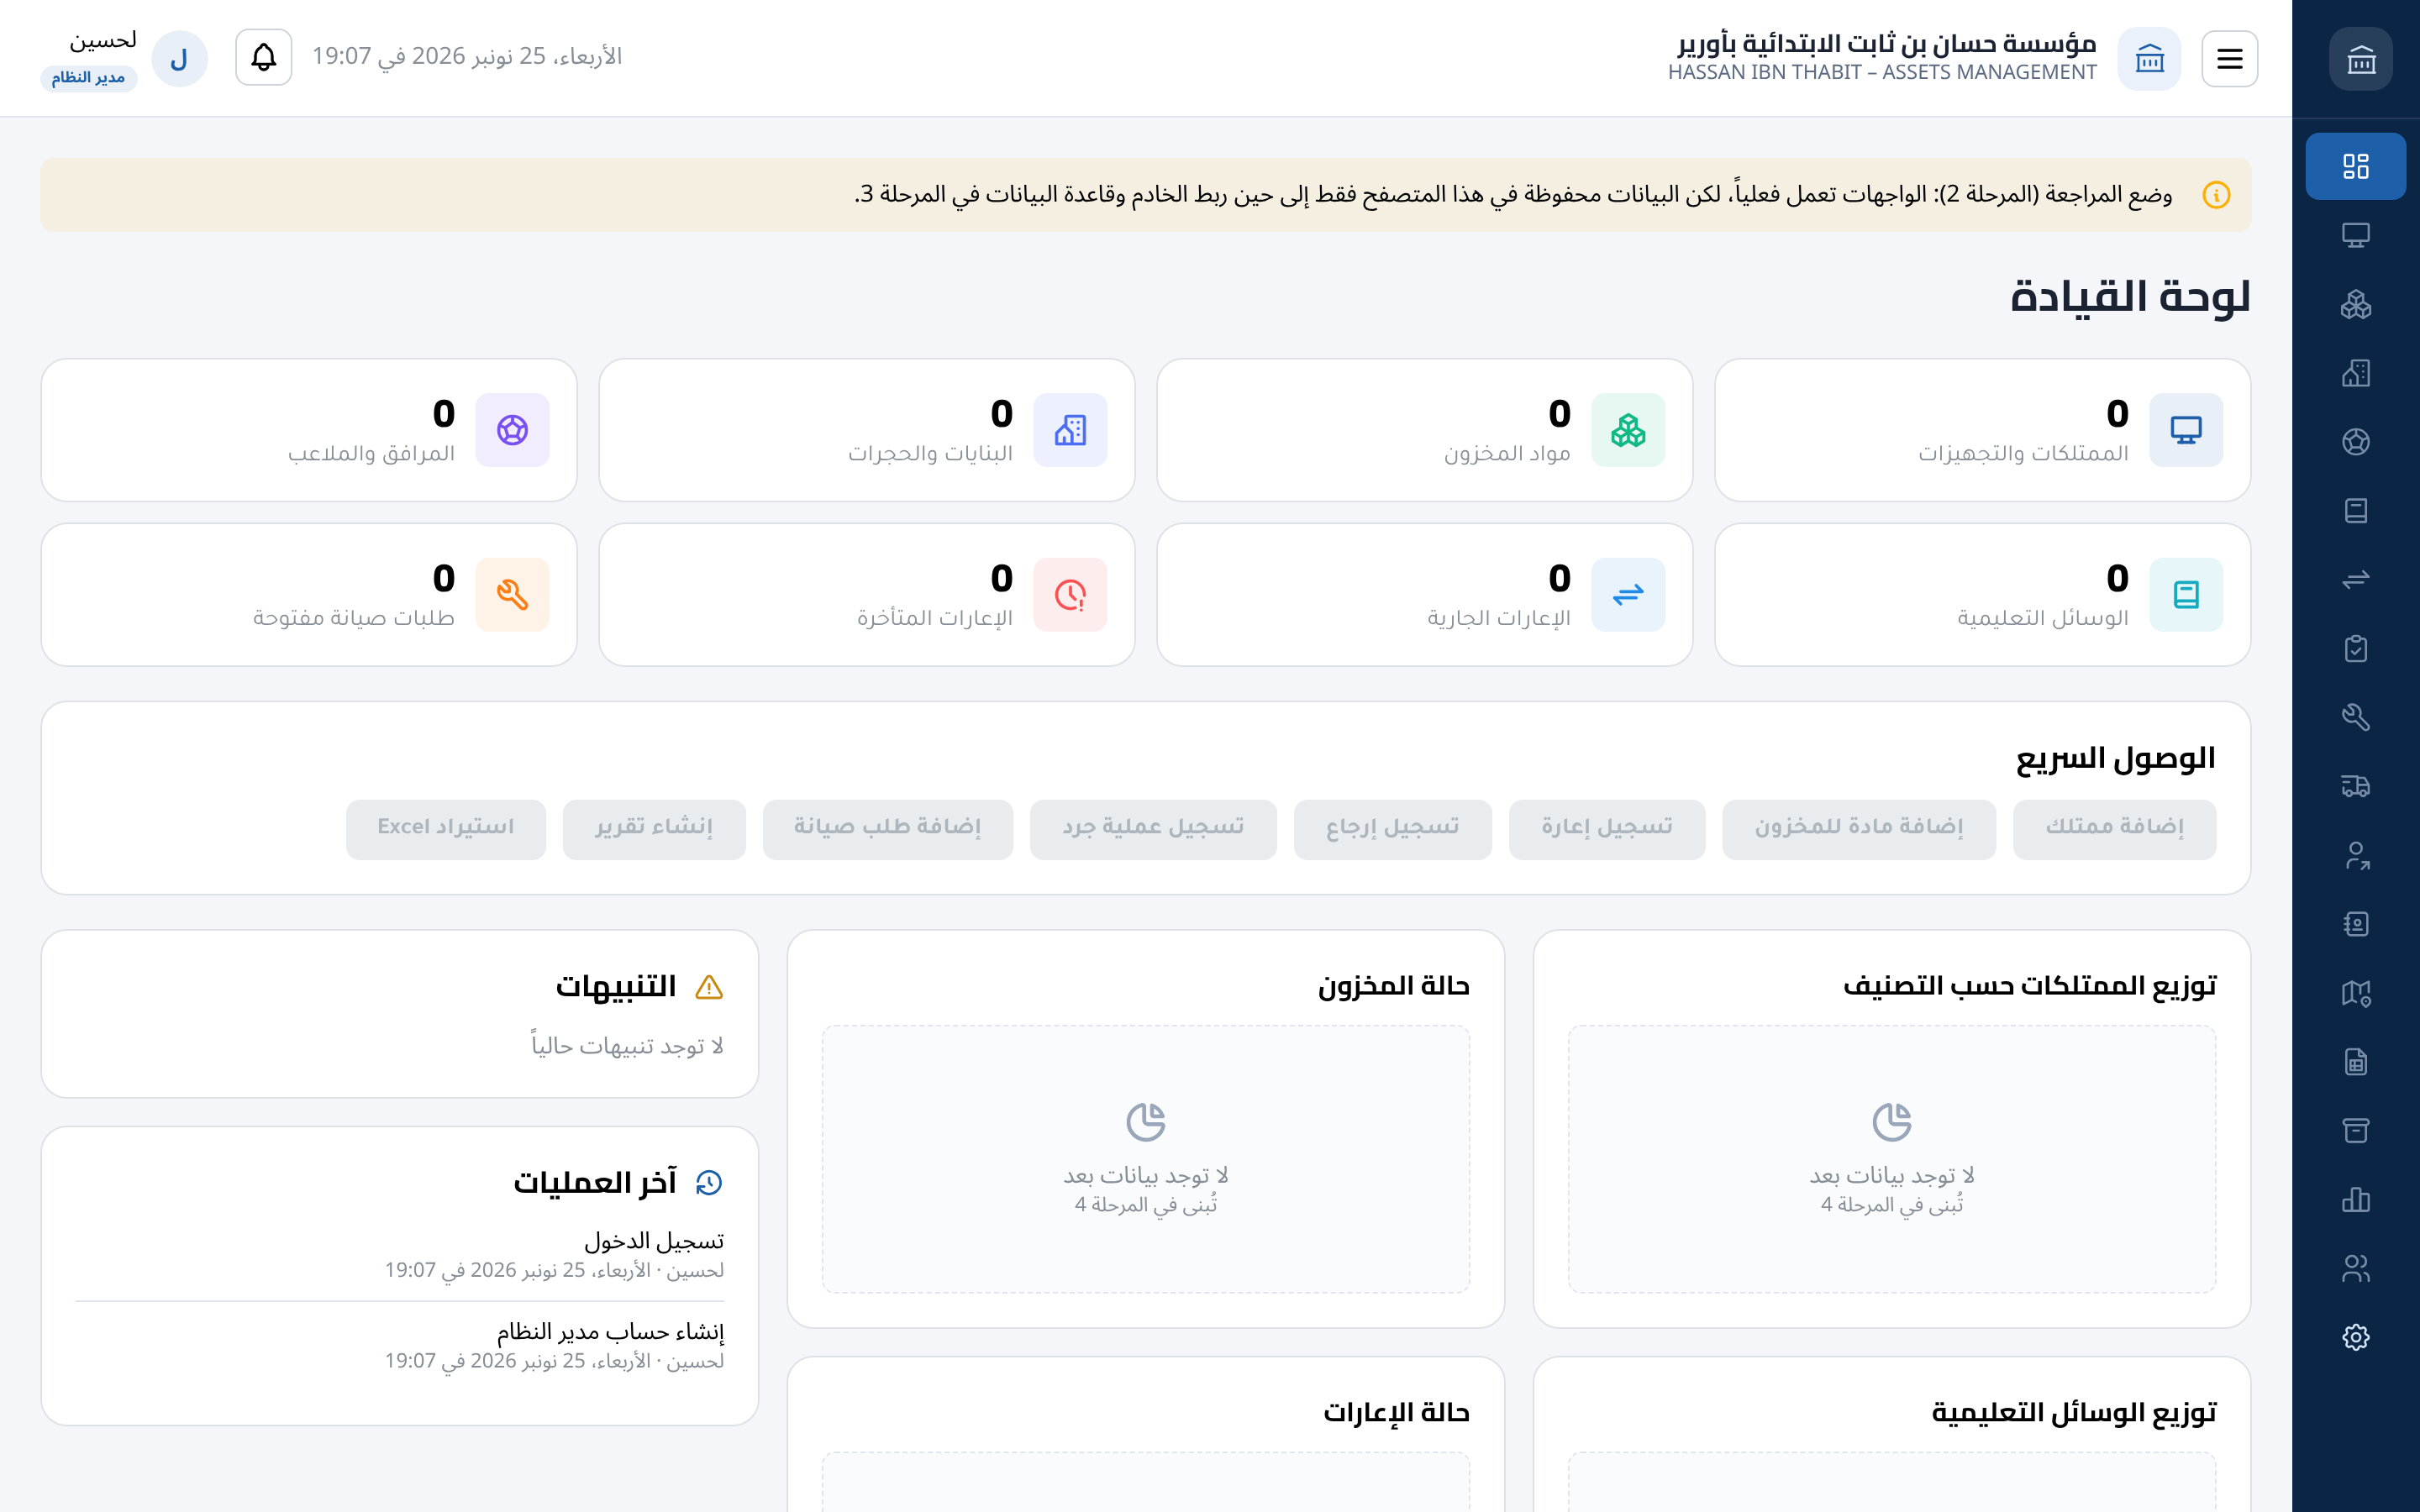 مؤسسة حسان بن ثابت الابتدائية بأورير
HASSAN IBN THABIT – ASSETS MANAGEMENT
الأربعاء، 25 نونبر 2026 في 19:07
ل
لحسين
مدير النظام
وضع المراجعة (المرحلة 2): الواجهات تعمل فعلياً، لكن البيانات محفوظة في هذا المتصفح فقط إلى حين ربط الخادم وقاعدة البيانات في المرحلة 3.
لوحة القيادة
0
الممتلكات والتجهيزات
0
مواد المخزون
0
البنايات والحجرات
0
المرافق والملاعب
0
الوسائل التعليمية
0
الإعارات الجارية
0
الإعارات المتأخرة
0
طلبات صيانة مفتوحة
الوصول السريع
إضافة ممتلك
إضافة مادة للمخزون
تسجيل إعارة
تسجيل إرجاع
تسجيل عملية جرد
إضافة طلب صيانة
إنشاء تقرير
استيراد Excel
توزيع الممتلكات حسب التصنيف
لا توجد بيانات بعد
تُبنى في المرحلة 4
حالة المخزون
لا توجد بيانات بعد
تُبنى في المرحلة 4
التنبيهات
لا توجد تنبيهات حالياً
آخر العمليات
تسجيل الدخول
لحسين · الأربعاء، 25 نونبر 2026 في 19:07
إنشاء حساب مدير النظام
لحسين · الأربعاء، 25 نونبر 2026 في 19:07
توزيع الوسائل التعليمية
حالة الإعارات